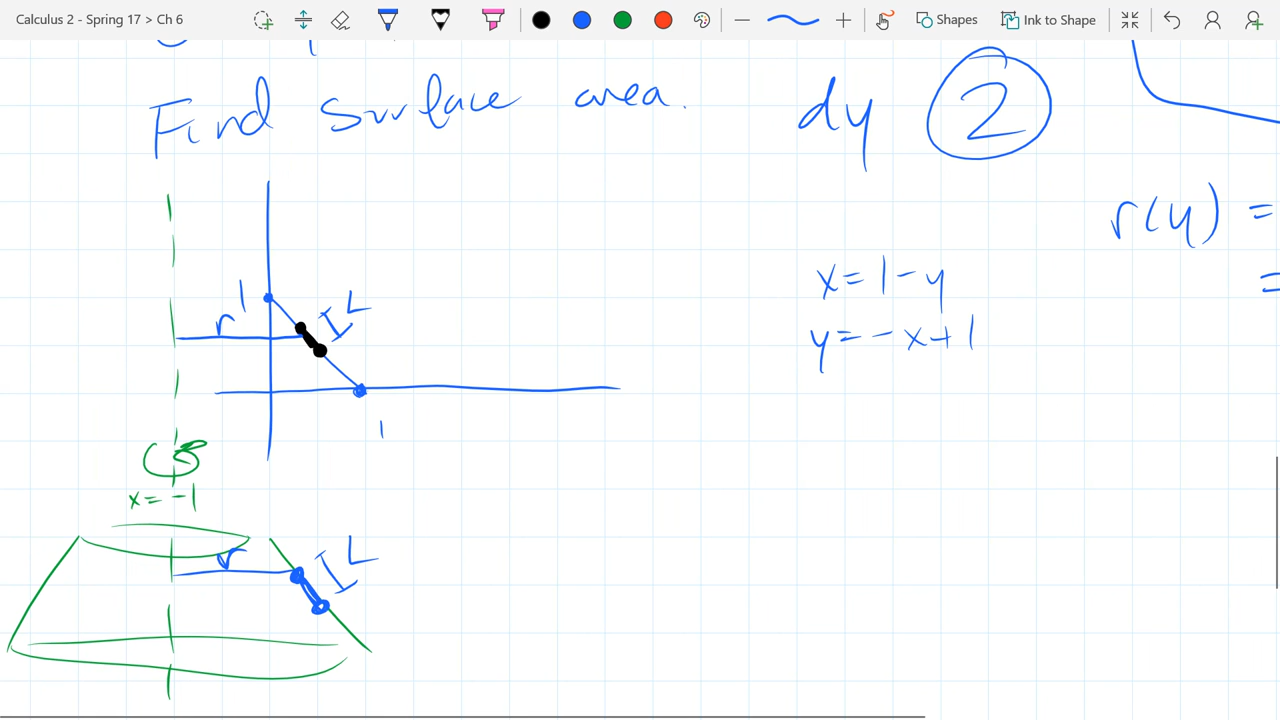 Calculus 2 - Spring 17 > Ch 6
Shapes
Ink to Shape
Find surface area.
dy 2
r(y) =
=
x = 1 - y
y = - x + 1
1
L
r
1
x = -1
r
L